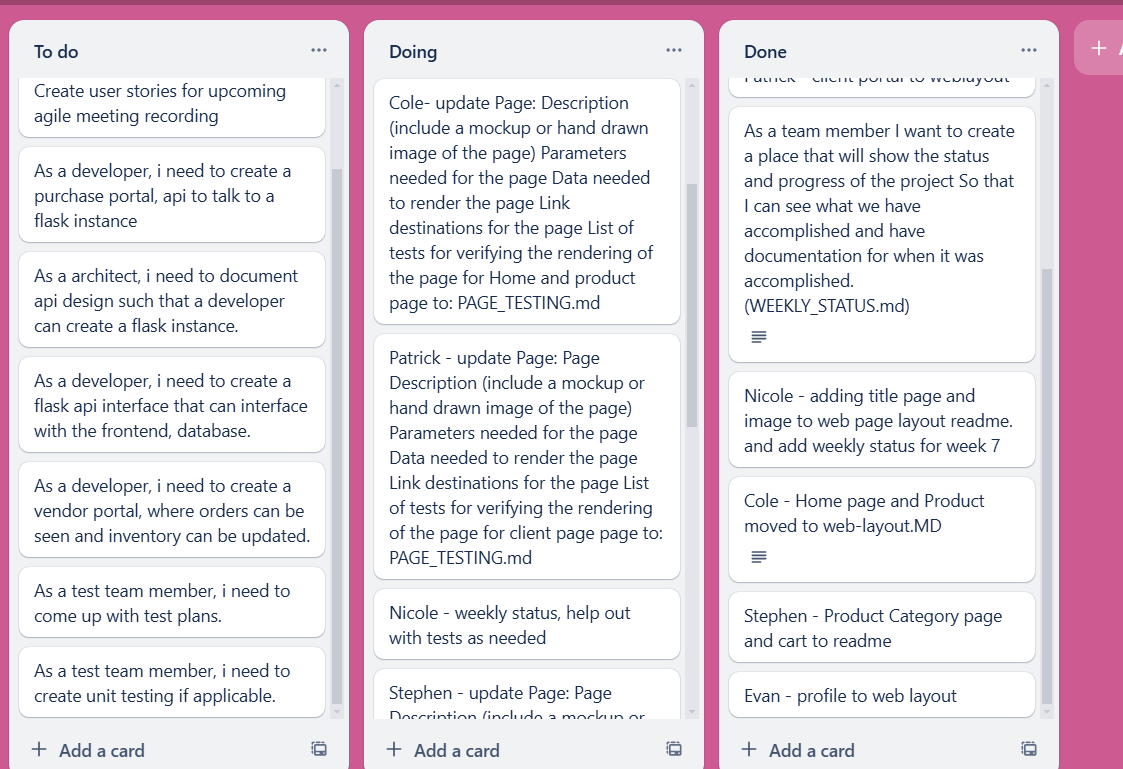 To do
Create user stories for upcoming
agile meeting recording
As a developer, i need to create a
purchase portal, api to talk to a
flask instance
As a architect, i need to document
api design such that a developer
can create a flask instance.
As a developer, i need to create a
flask api interface that can interface
with the frontend, database.
As a developer, i need to create a
vendor portal, where orders can be
seen and inventory can be updated.
As a test team member, i need to
come up with test plans.
As a test team member, i need to
create unit testing if applicable.
Add a card
Doing
Cole- update Page: Description
(include a mockup or hand drawn
image of the page) Parameters
needed for the page Data needed
to render the page Link
destinations for the page List of
tests for verifying the rendering of
the page for Home and product
page to: PAGE_TESTING.md
Patrick - update Page: Page
Description (include a mockup or
hand drawn image of the page)
Parameters needed for the page
Data needed to render the page
Link destinations for the page List
of tests for verifying the rendering
of the page for client page page to:
PAGE_TESTING.md
Nicole - weekly status, help out
with tests as needed
Stephen - update Page: Page
Description (include a mockup or
Add a card
Done
Patrick - client portal to weblayout
As a team member I want to create
a place that will show the status
and progress of the project So that
I can see what we have
accomplished and have
documentation for when it was
accomplished.
(WEEKLY_STATUS.md)
Nicole - adding title page and
image to web page layout readme.
and add weekly status for week 7
Cole - Home page and Product
moved to web-layout.MD
Stephen - Product Category page
and cart to readme
Evan - profile to web layout
Add a card